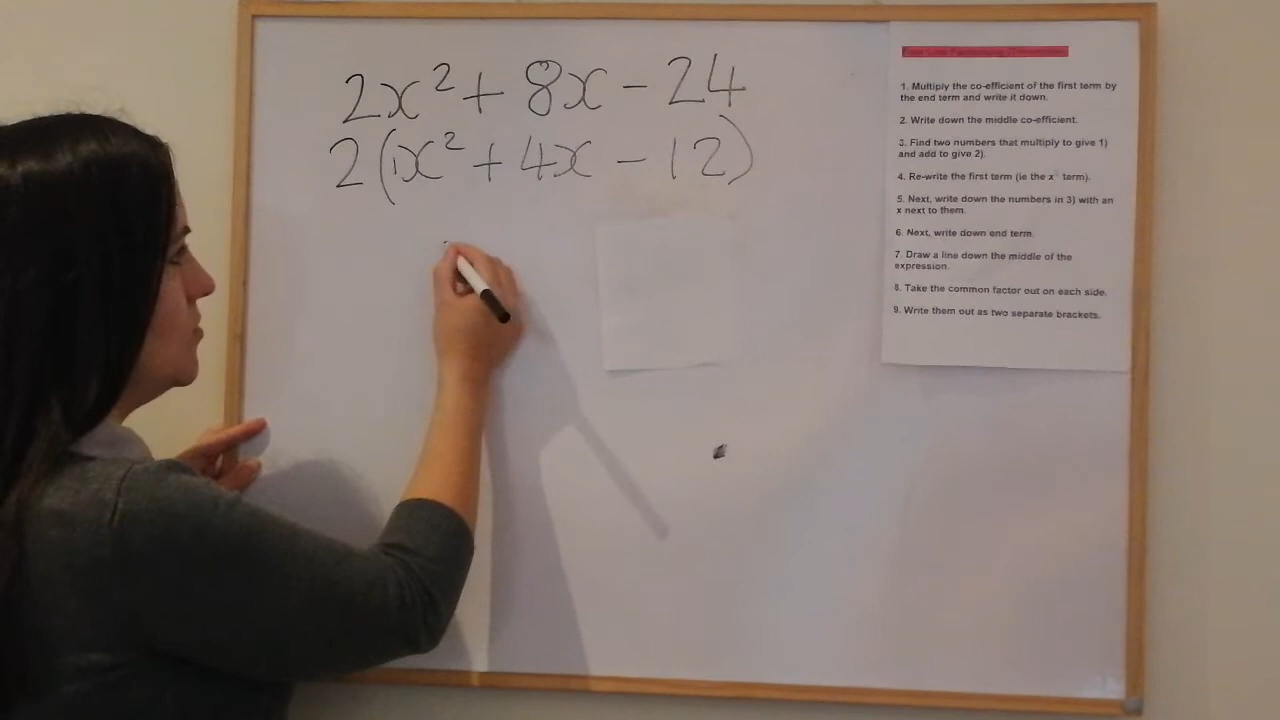 2x² + 8x - 24
2(1x² + 4x - 12)
1. Multiply the co-efficient of the first term by
the end term and write it down.
2. Write down the middle co-efficient.
3. Find two numbers that multiply to give 1)
and add to give 2).
4. Re-write the first term (ie the x² term).
5. Next, write down the numbers in 3) with an
x next to them.
6. Next, write down end term.
7. Draw a line down the middle of the
expression.
8. Take the common factor out on each side.
9. Write them out as two separate brackets.